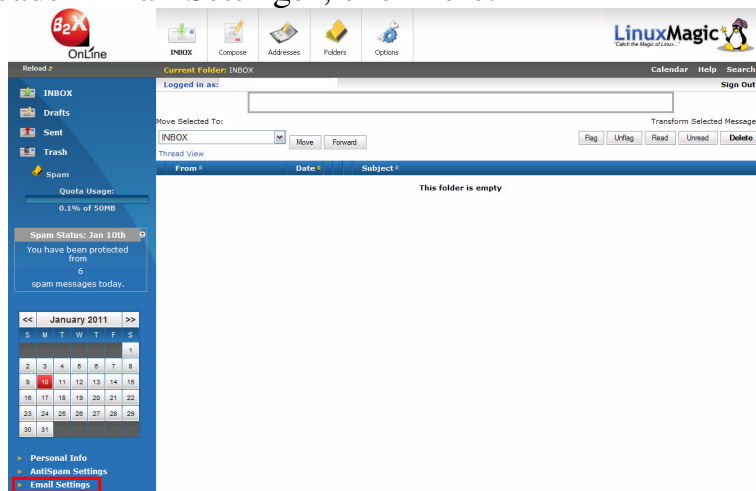 B2X
OnLine
INBOX
Compose
Addresses
Folders
Options
LinuxMagic
"Catch the Magic of Linux..."
Reload
Current Folder: INBOX
Calendar Help Search
Logged in as:
Sign Out
INBOX
Drafts
Sent
Trash
Spam
Quota Usage:
0.1% of 50MB
Move Selected To:
Transform Selected Message
INBOX
Move Forward
Flag Unflag Read Unread Delete
Thread View
From Date Subject
This folder is empty
Spam Status: Jan 10th
You have been protected
from
6
spam messages today.
<< January 2011 >>
S M T W T F S
1
2 3 4 5 6 7 8
9 10 11 12 13 14 15
16 17 18 19 20 21 22
23 24 25 26 27 28 29
30 31
» Personal Info
» AntiSpam Settings
» Email Settings